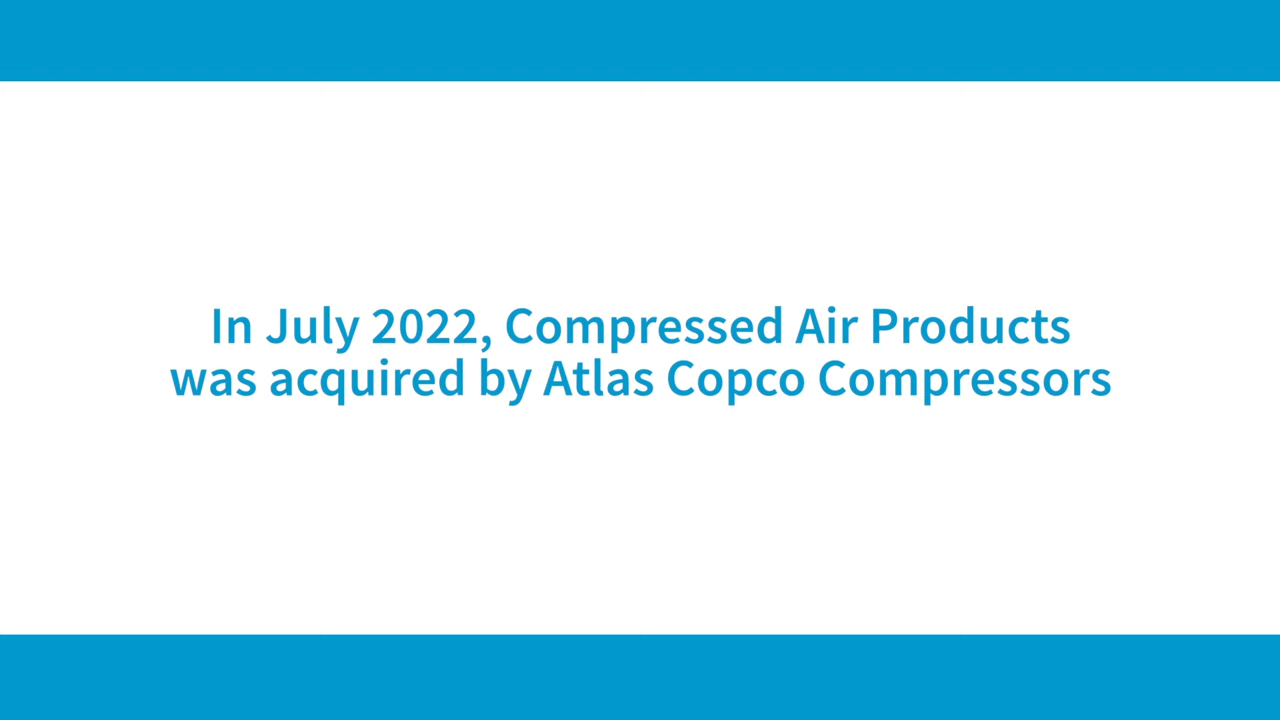 In July 2022, Compressed Air Products
was acquired by Atlas Copco Compressors